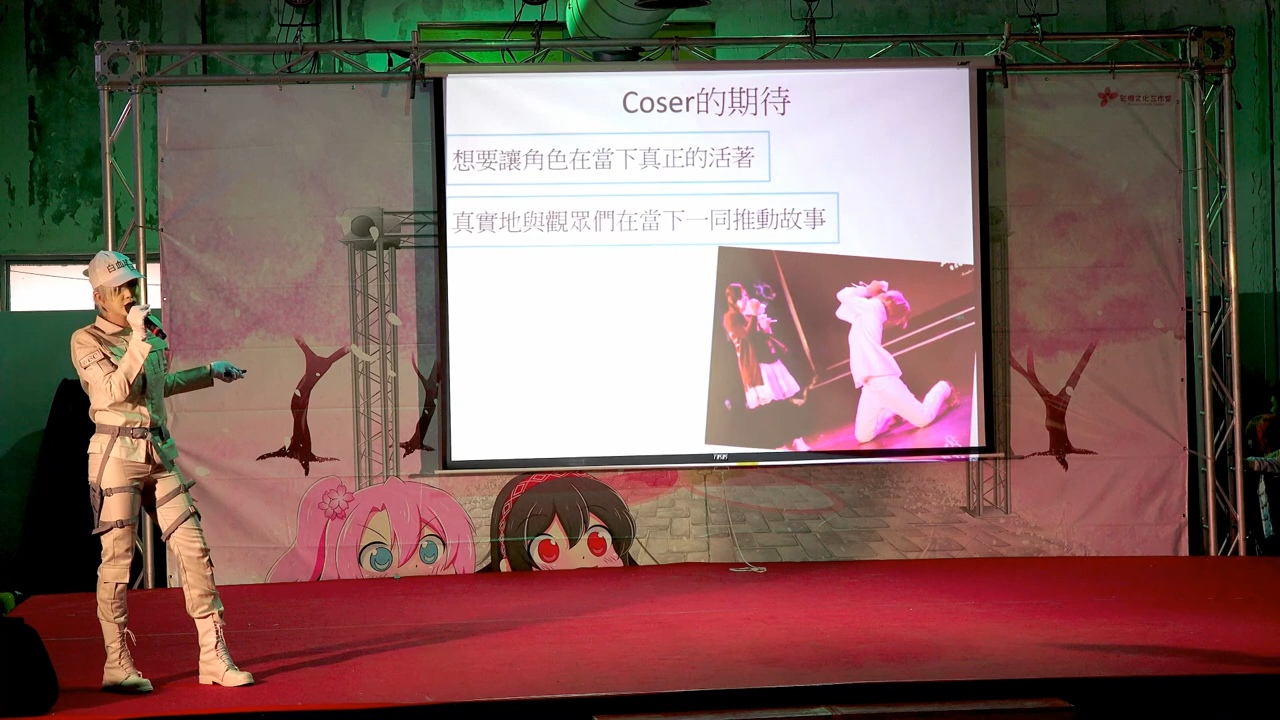 Coser的期待
想要讓角色在當下真正的活著
真實地與觀眾們在當下一同推動故事
白血